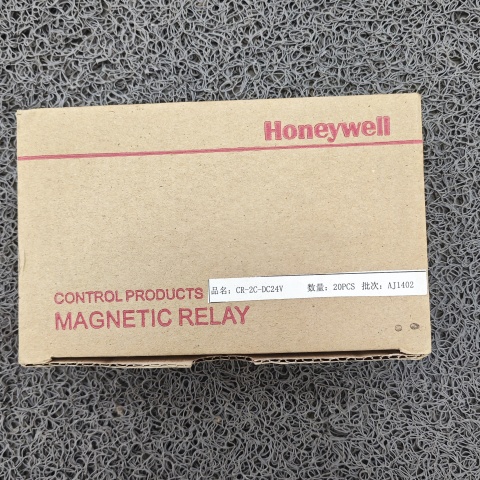 Honeywell
CONTROL PRODUCTS
品名: CR-2C-DC24V 数量: 20PCS 批次: AJ1402
MAGNETIC RELAY